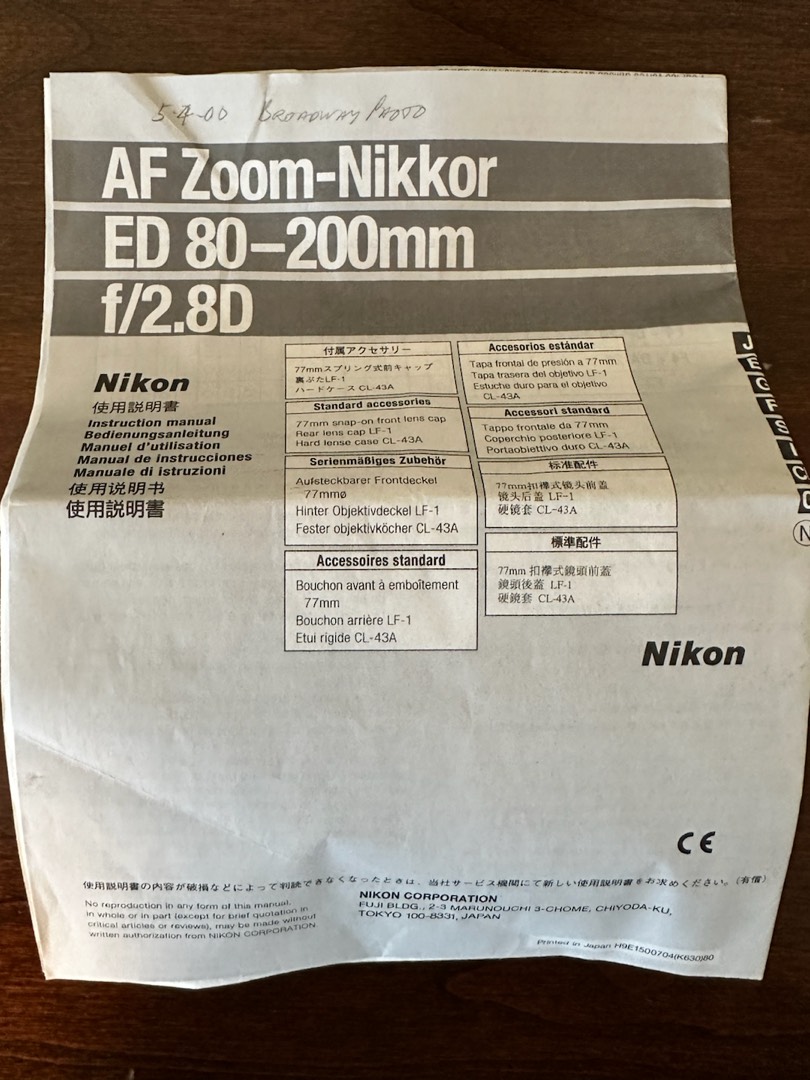 5-4-00 BROADWAY PHOTO
AF Zoom-Nikkor
ED 80–200mm
f/2.8D
Nikon
使用説明書
Instruction manual
Bedienungsanleitung
Manuel d'utilisation
Manual de instrucciones
Manuale di istruzioni
使用说明书
使用説明書
付属アクセサリー
77mmスプリング式前キャップ
裏ぶたLF-1
ハードケース CL-43A
Standard accessories
77mm snap-on front lens cap
Rear lens cap LF-1
Hard lense case CL-43A
Serienmäßiges Zubehör
Aufsteckbarer Frontdeckel
77mmø
Hinter Objektivdeckel LF-1
Fester objektivköcher CL-43A
Accessoires standard
Bouchon avant à emboîtement
77mm
Bouchon arrière LF-1
Etui rigide CL-43A
Accesorios estándar
Tapa frontal de presión a 77mm
Tapa trasera del objetivo LF-1
Estuche duro para el objetivo
CL-43A
Accessori standard
Tappo frontale da 77mm
Coperchio posteriore LF-1
Portaobiettivo duro CL-43A
标准配件
77mm扣襻式镜头前盖
镜头后盖 LF-1
硬镜套 CL-43A
標準配件
77mm 扣襻式鏡頭前蓋
鏡頭後蓋 LF-1
硬鏡套 CL-43A
J
E
G
F
S
I
C
Nikon
CE
使用説明書の内容が破損などによって判読できなくなったときは、当社サービス機関にて新しい使用説明書をお求めください。(有償)
No reproduction in any form of this manual,
in whole or in part (except for brief quotation in
critical articles or reviews), may be made without
written authorization from NIKON CORPORATION.
NIKON CORPORATION
FUJI BLDG., 2-3 MARUNOUCHI 3-CHOME, CHIYODA-KU,
TOKYO 100-8331, JAPAN
Printed in Japan H9E1500704(K630)80